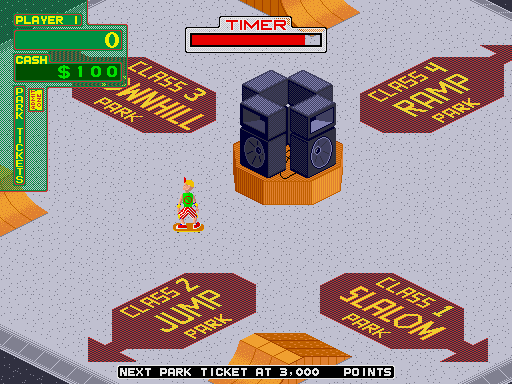 PLAYER 1
0
CASH
$100
PARK TICKETS
TIMER
CLASS 3
WNHILL
PARK
CLASS 4
RAMP
PARK
CLASS 2
JUMP
PARK
CLASS 1
SLALOM
PARK
NEXT PARK TICKET AT 3,000 POINTS